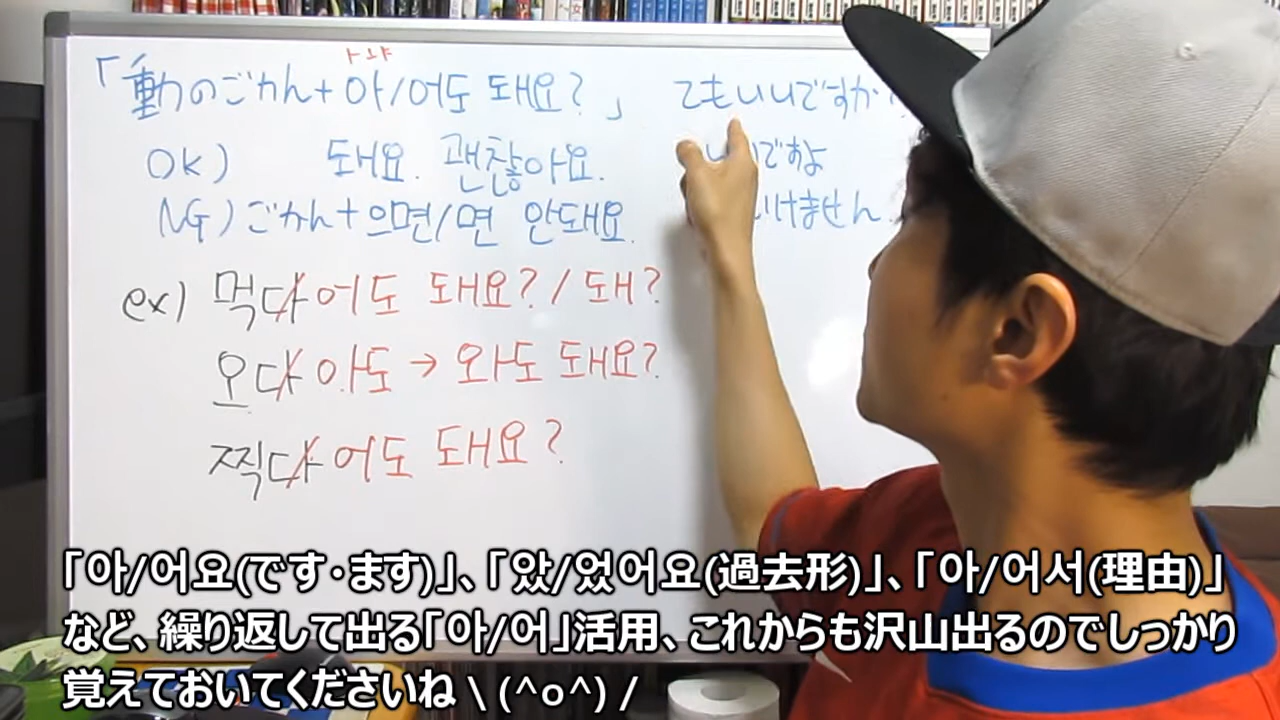 ㅏㅗㅑ
「動のごかん+아/어도 돼요?」 てもいいですか?
OK) 돼요. 괜찮아요. いいですよ
NG)ごかん+으면/면 안돼요. いけません
ex) 먹다어도 돼요? / 돼?
오다아도→와도 돼요?
찍다어도 돼요?
「아/어요(です・ます)」、「았/었어요(過去形)」、「아/어서(理由)」
など、繰り返して出る「아/어」活用、これからも沢山出るのでしっかり
覚えておいてくださいね \ (^o^) /